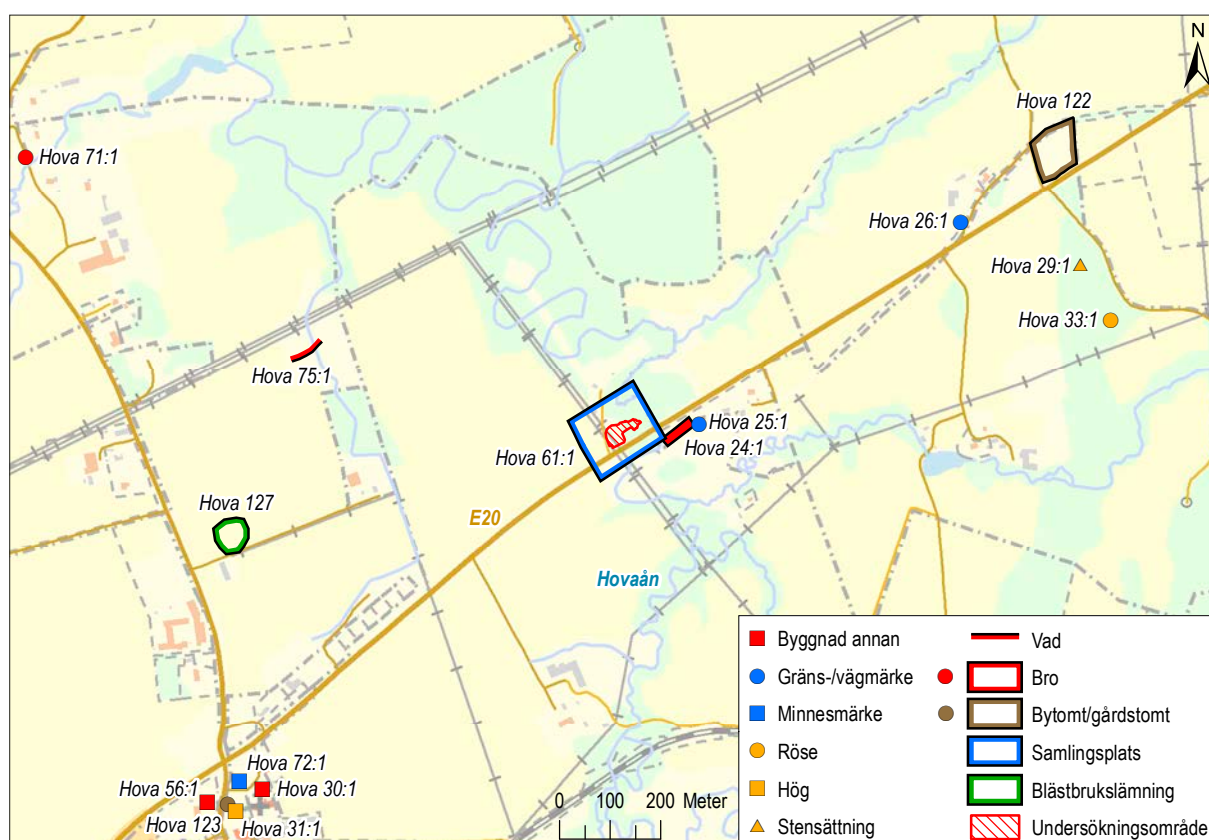 N
Hova 122
Hova 71:1
Hova 26:1
Hova 29:1
Hova 33:1
Hova 75:1
Hova 25:1
Hova 24:1
Hova 61:1
Hova 127
E20
Hovaån
Hova 72:1
Hova 56:1
Hova 30:1
Hova 123
Hova 31:1
0 100 200 Meter
Byggnad annan
Gräns-/vägmärke
Minnesmärke
Röse
Hög
Stensättning
Vad
Bro
Bytomt/gårdstomt
Samlingsplats
Blästbrukslämning
Undersökningsområde